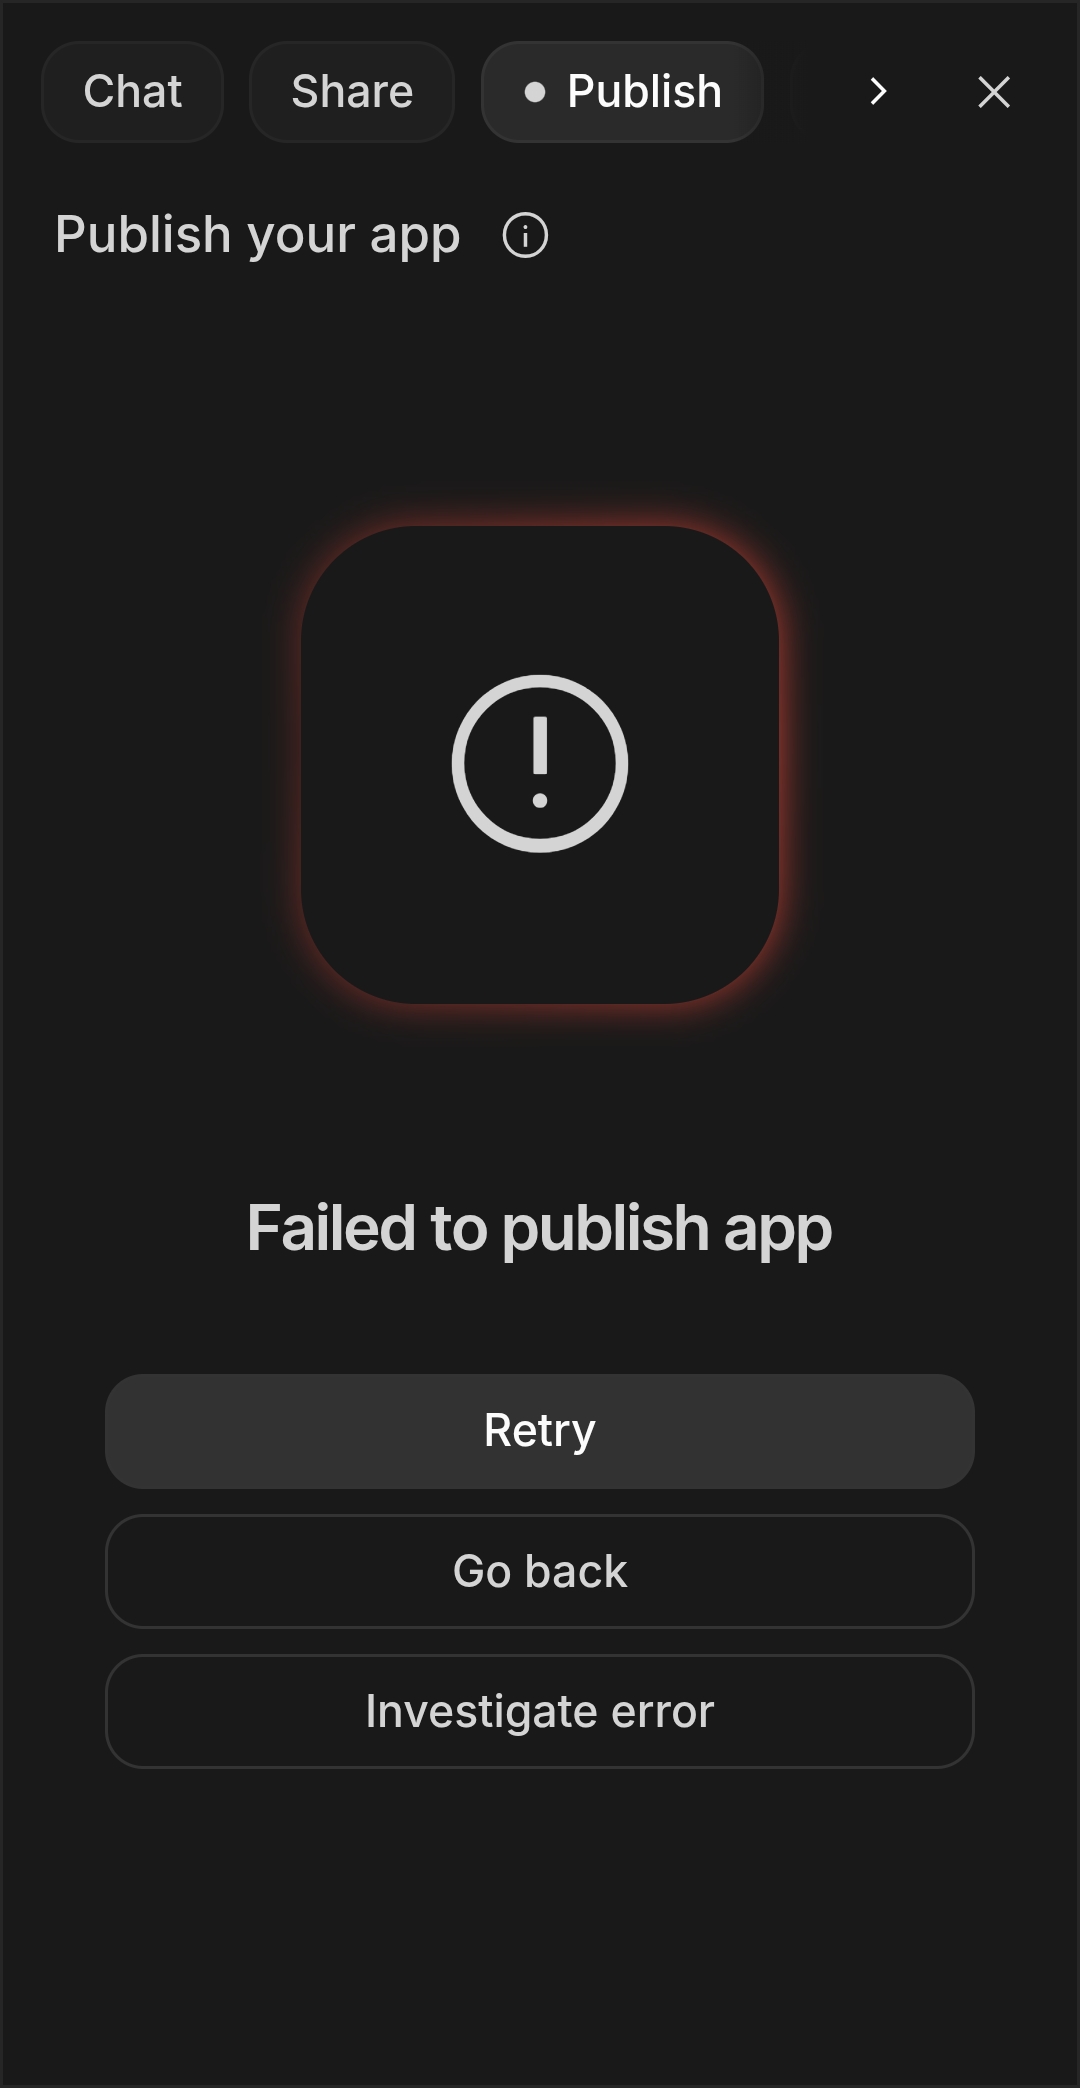 Chat
Share
Publish
Publish your app
Failed to publish app
Retry
Go back
Investigate error